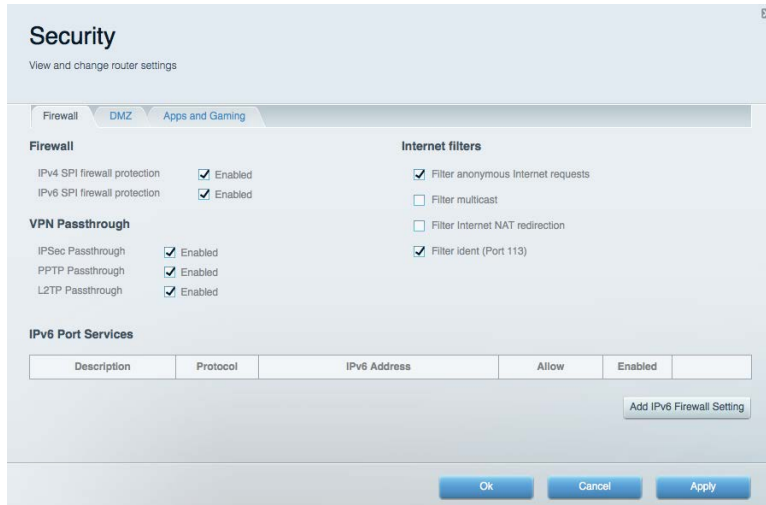 Security
View and change router settings
Firewall DMZ Apps and Gaming
Firewall
IPv4 SPI firewall protection Enabled
IPv6 SPI firewall protection Enabled
VPN Passthrough
IPSec Passthrough Enabled
PPTP Passthrough Enabled
L2TP Passthrough Enabled
Internet filters
Filter anonymous Internet requests
Filter multicast
Filter Internet NAT redirection
Filter ident (Port 113)
IPv6 Port Services
Description Protocol IPv6 Address Allow Enabled
Add IPv6 Firewall Setting
Ok Cancel Apply